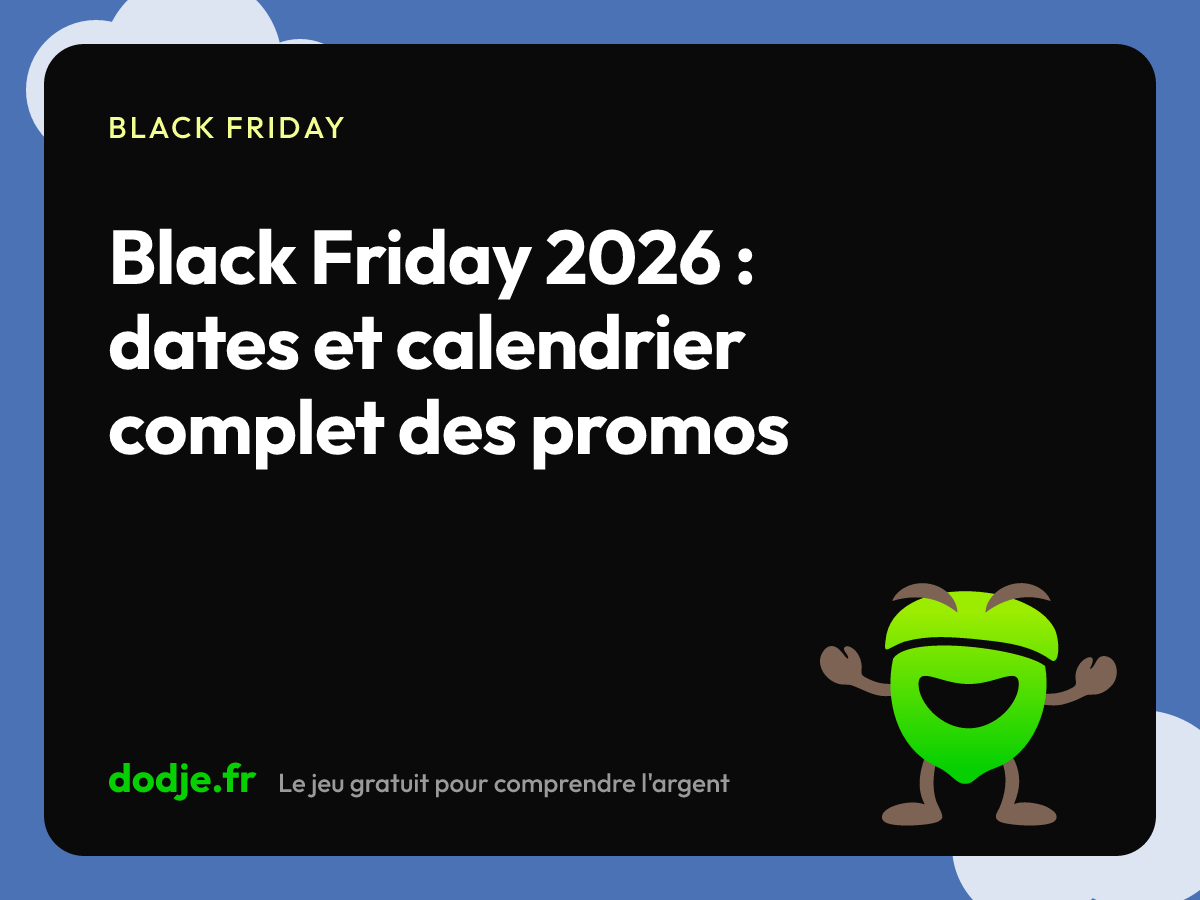 BLACK FRIDAY
Black Friday 2026 :
dates et calendrier
complet des promos
dodje.fr Le jeu gratuit pour comprendre l'argent